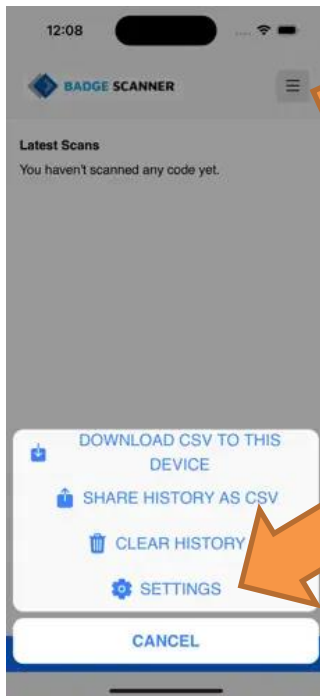 12:08
BADGE SCANNER
Latest Scans
You haven't scanned any code yet.
DOWNLOAD CSV TO THIS
DEVICE
SHARE HISTORY AS CSV
CLEAR HISTORY
SETTINGS
CANCEL